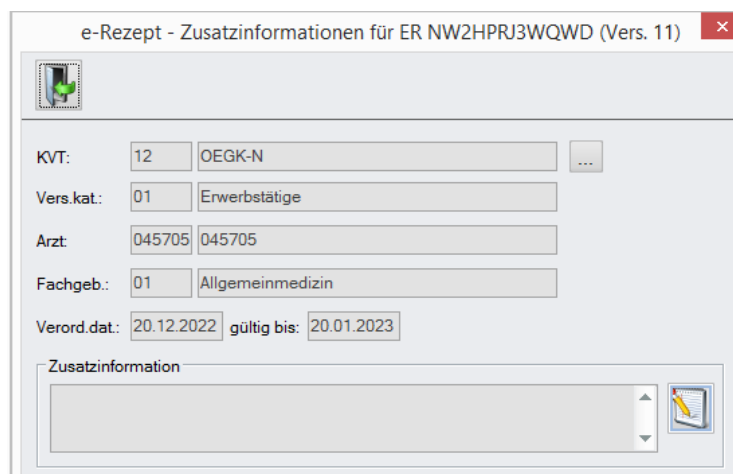 e-Rezept - Zusatzinformationen für ER NW2HPRJ3WQWD (Vers. 11)
KVT: 12 OEGK-N ...
Vers.kat.: 01 Erwerbstätige
Arzt: 045705 045705
Fachgeb.: 01 Allgemeinmedizin
Verord.dat.: 20.12.2022 gültig bis: 20.01.2023
Zusatzinformation